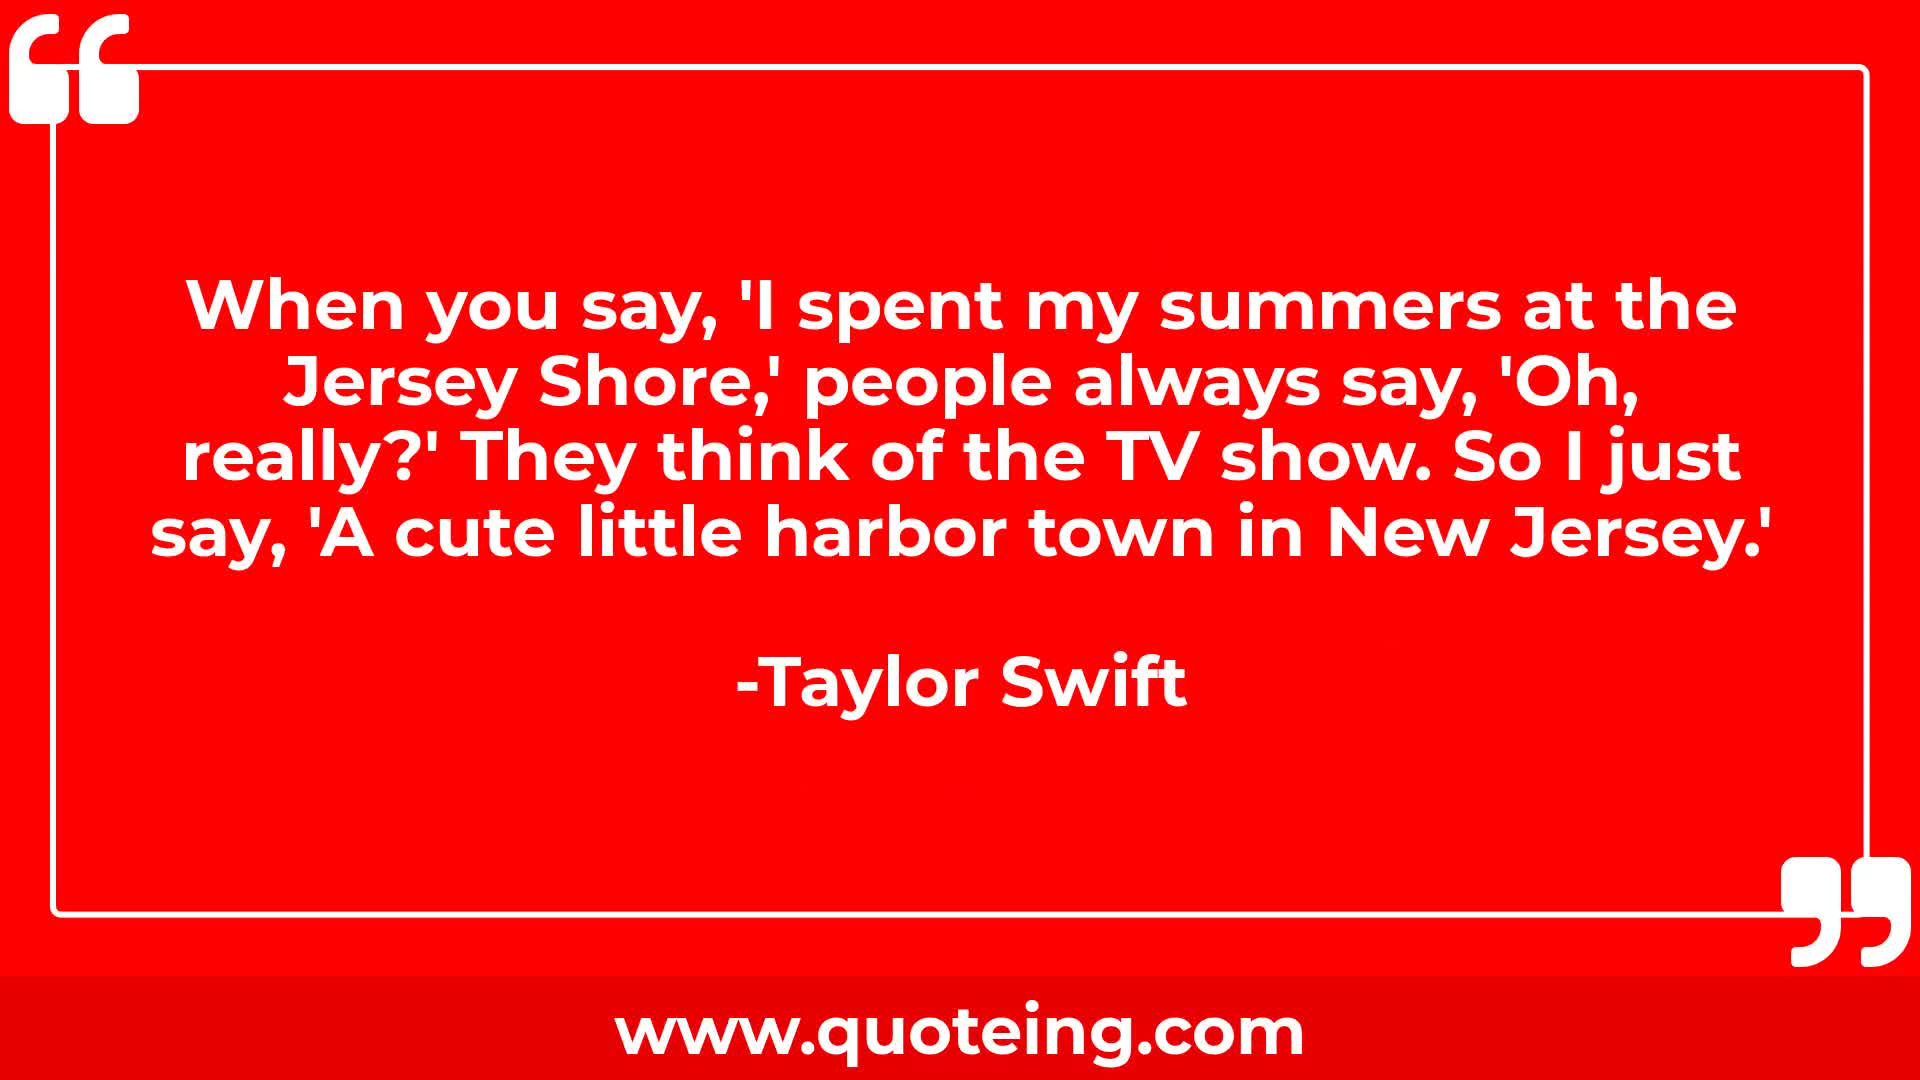 When you say, 'I spent my summers at the
Jersey Shore,' people always say, 'Oh,
really?' They think of the TV show. So I just
say, 'A cute little harbor town in New Jersey.'
-Taylor Swift
www.quoteing.com